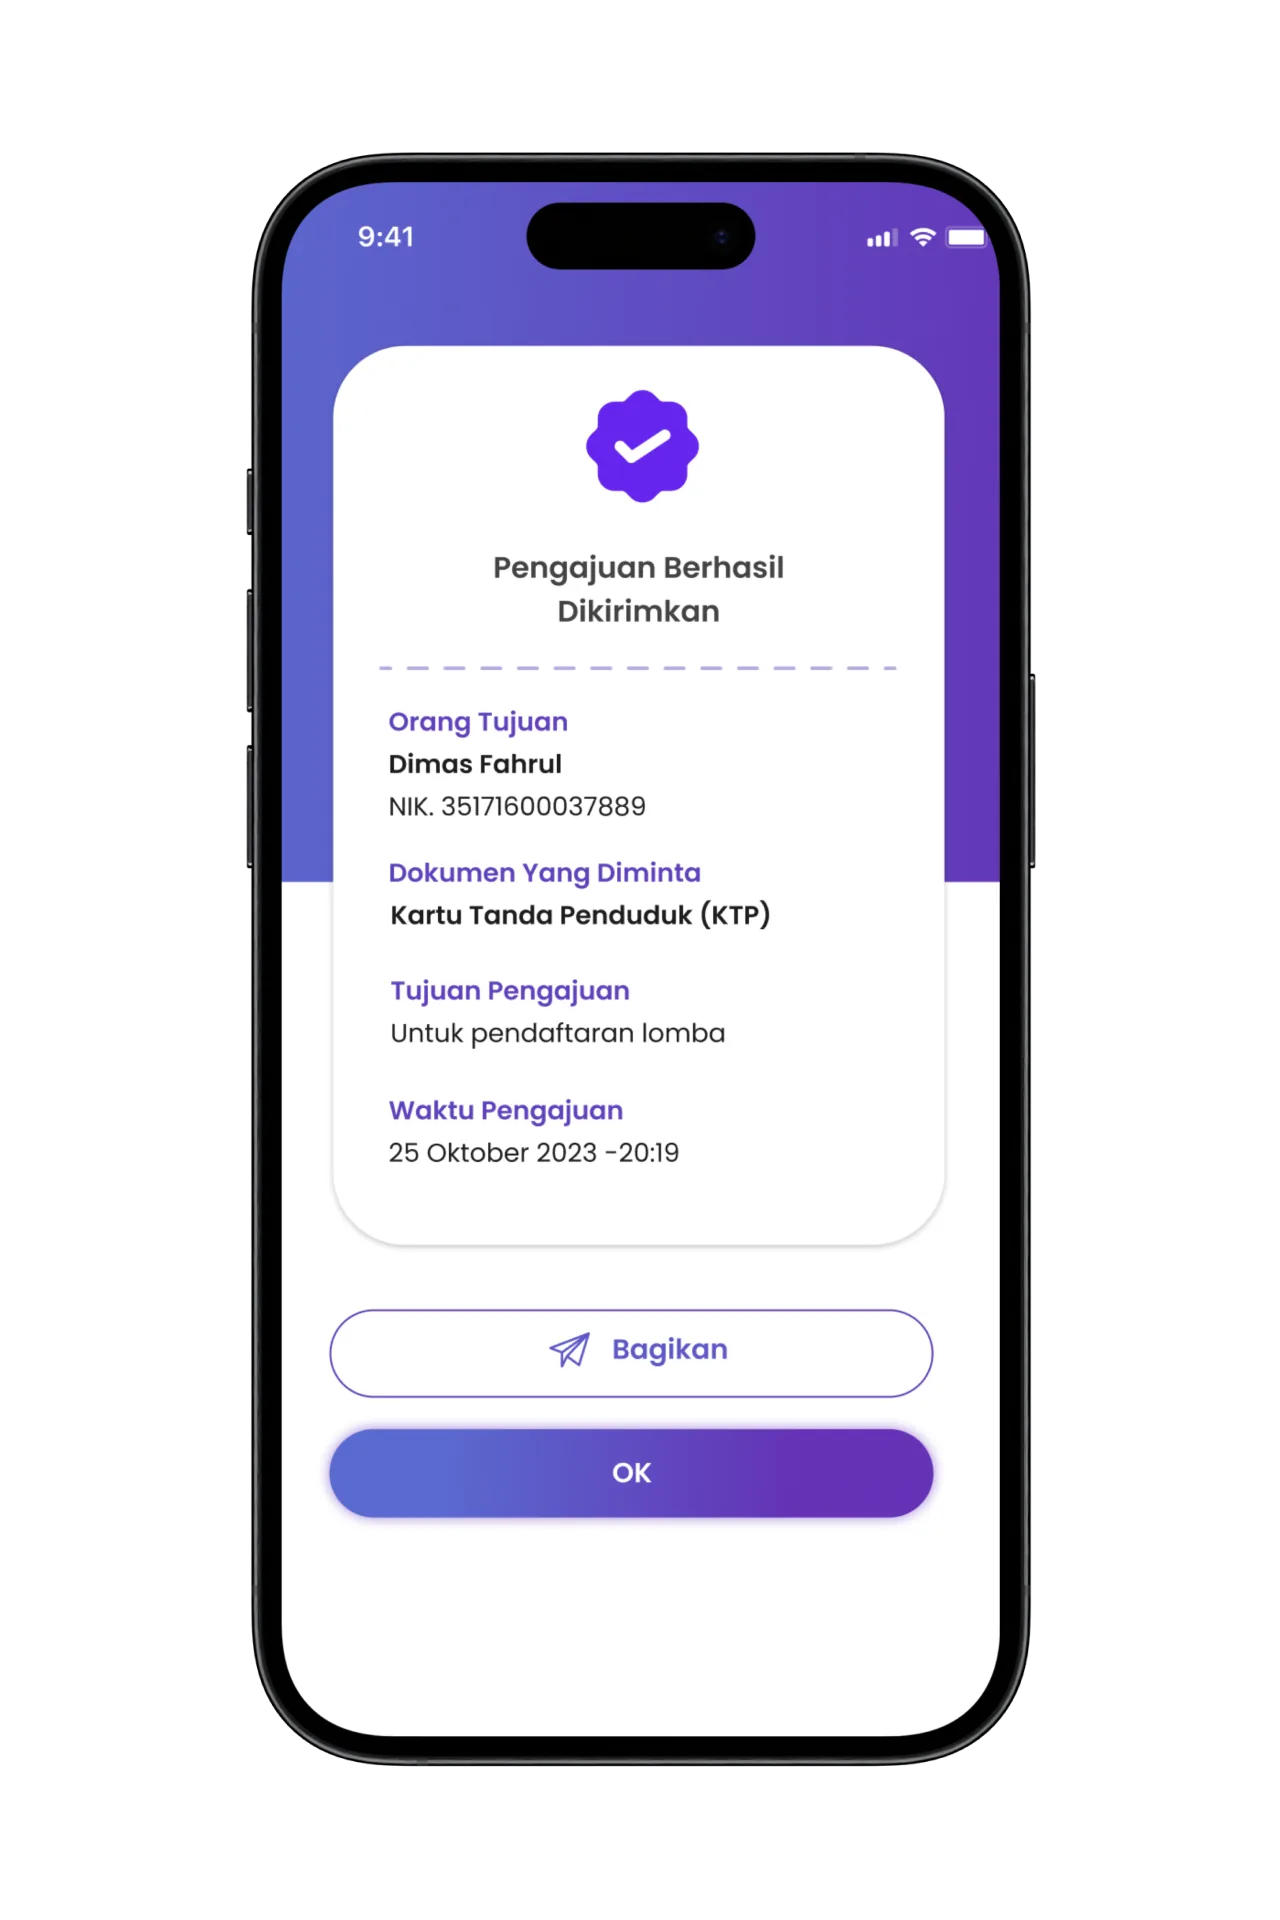 9:41
Pengajuan Berhasil
Dikirimkan
Orang Tujuan
Dimas Fahrul
NIK. 35171600037889
Dokumen Yang Diminta
Kartu Tanda Penduduk (KTP)
Tujuan Pengajuan
Untuk pendaftaran lomba
Waktu Pengajuan
25 Oktober 2023 -20:19
Bagikan
OK